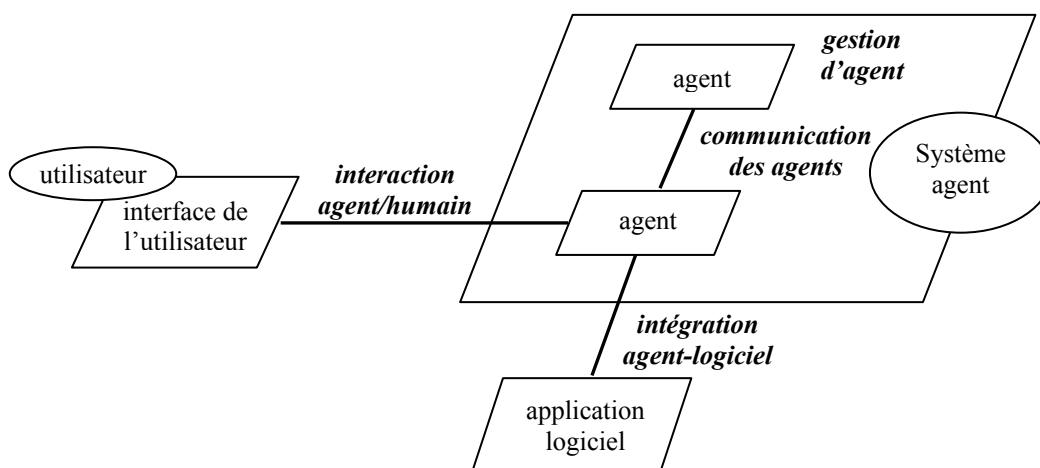 gestion
d’agent
agent
communication
des agents
Système
agent
utilisateur
interface de
l’utilisateur
interaction
agent/humain
agent
intégration
agent-logiciel
application
logiciel